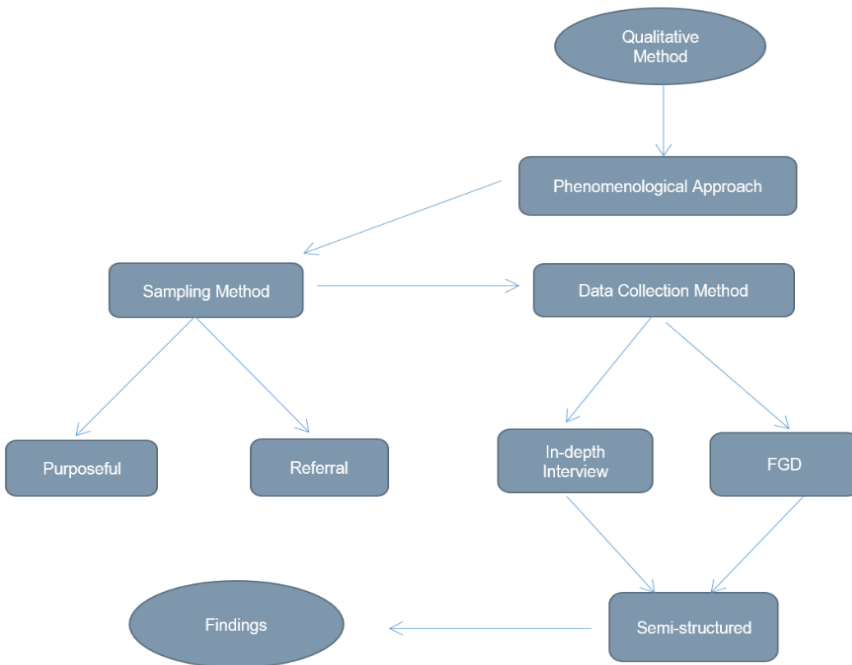 Qualitative
Method
Phenomenological Approach
Sampling Method
Data Collection Method
Purposeful
Referral
In-depth
Interview
FGD
Findings
Semi-structured